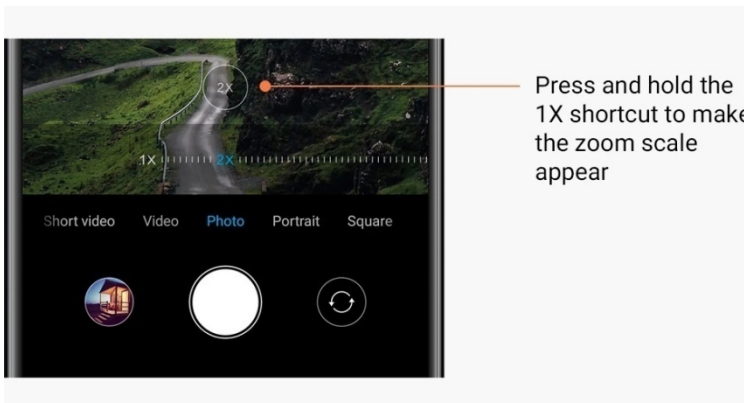 2X
Press and hold the
1X shortcut to make
the zoom scale
appear
1X 2X
Short video Video Photo Portrait Square